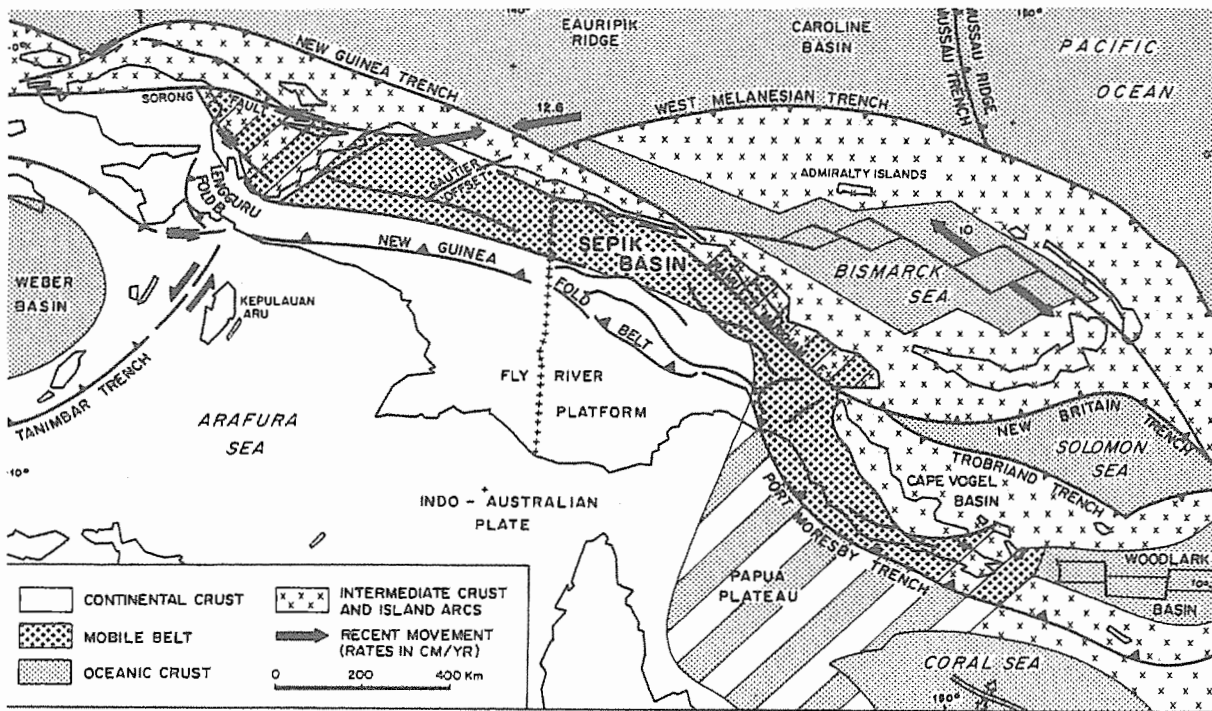 EAURIPIK
RIDGE
CAROLINE
BASIN
MUSSAU TRENCH
MUSSAU RIDGE
150°
PACIFIC
OCEAN
NEW GUINEA TRENCH
12.6
WEST MELANESIAN TRENCH
SORONG
FAULT
ADMIRALTY ISLANDS
LENGGURU
FOLD B.
GAUTIER
OFFSET
10
NEW GUINEA
SEPIK
BASIN
BISMARCK
SEA
WEBER
BASIN
KEPULAUAN
ARU
FOLD
BELT
FLY RIVER
PLATFORM
TANIMBAR TRENCH
ARAFURA
SEA
NEW BRITAIN
TRENCH
SOLOMON
SEA
10°
TROBRIAND TRENCH
CAPE VOGEL
BASIN
INDO - AUSTRALIAN
PLATE
PORT MORESBY TRENCH
PAPUA
PLATEAU
WOODLARK
10°
BASIN
CORAL SEA
150°
CONTINENTAL CRUST
MOBILE BELT
OCEANIC CRUST
INTERMEDIATE CRUST
AND ISLAND ARCS
RECENT MOVEMENT
(RATES IN CM/YR)
0 200 400 Km